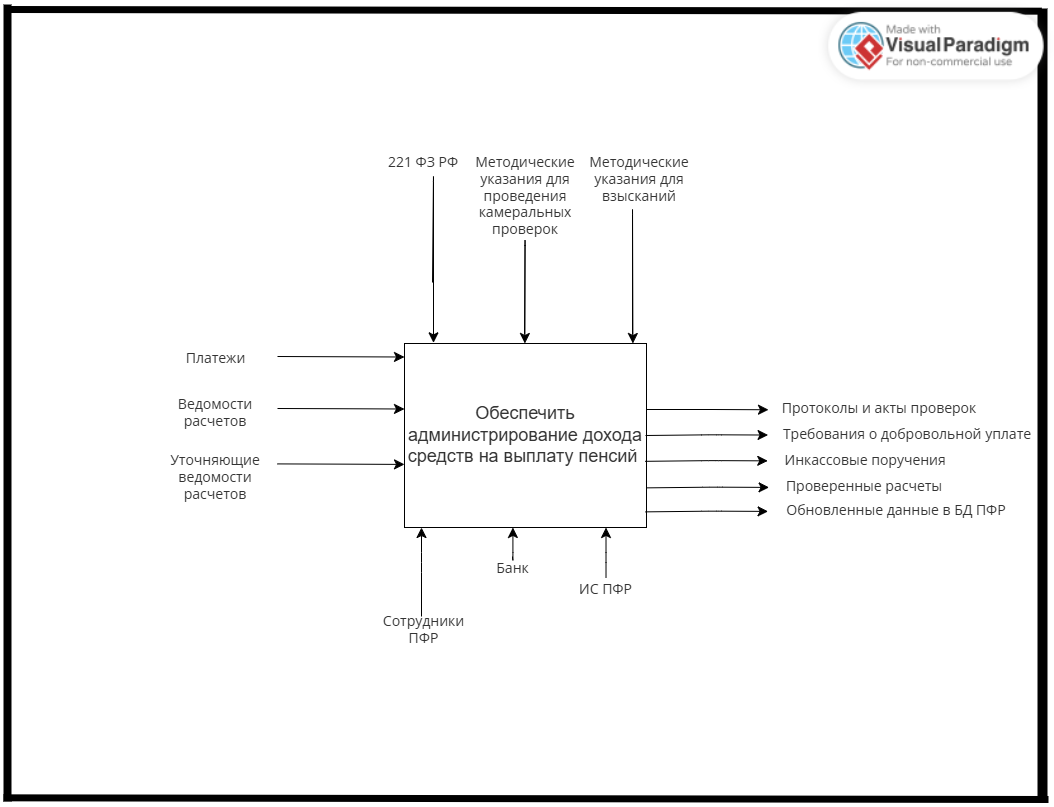 Made with
Visual Paradigm
For non-commercial use
221 ФЗ РФ
Методические
указания для
проведения
камеральных
проверок
Методические
указания для
взысканий
Платежи
Ведомости
расчетов
Уточняющие
ведомости
расчетов
Обеспечить
администрирование дохода
средств на выплату пенсий
Протоколы и акты проверок
Требования о добровольной уплате
Инкассовые поручения
Проверенные расчеты
Обновленные данные в БД ПФР
Банк
ИС ПФР
Сотрудники
ПФР